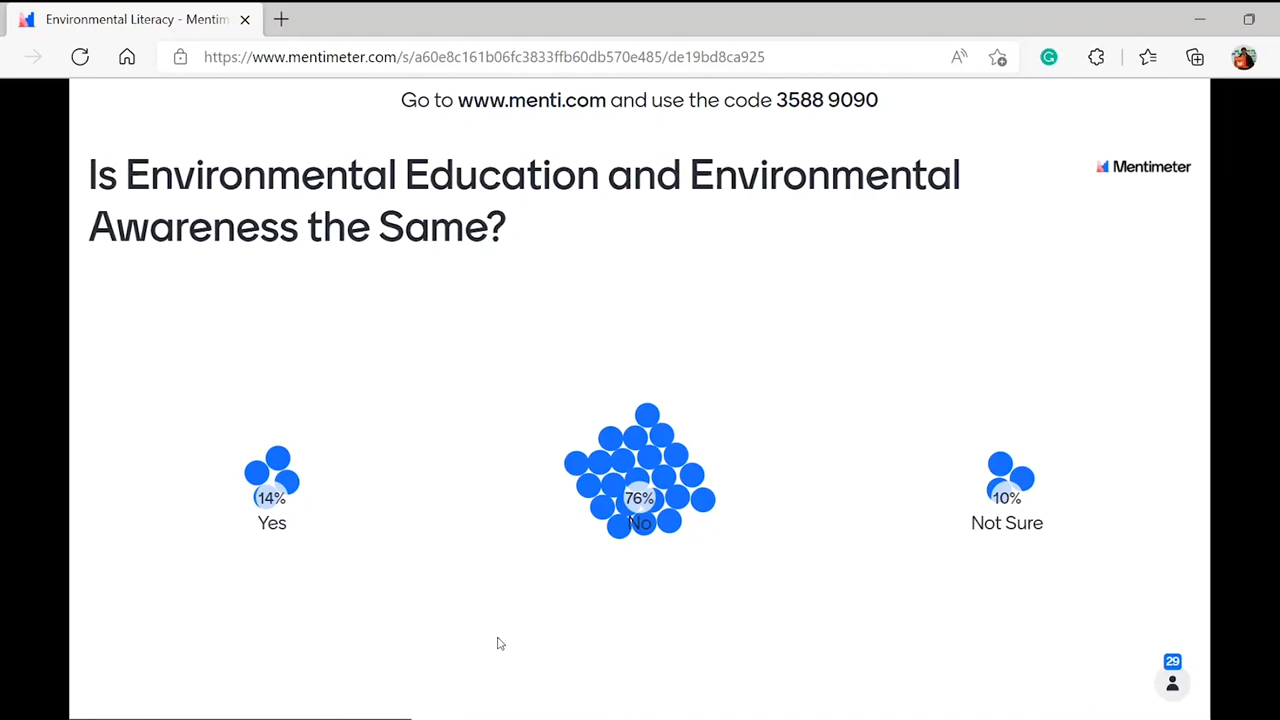 Environmental Literacy - Mentim
https://www.mentimeter.com/s/a60e8c161b06fc3833ffb60db570e485/de19bd8ca925
Go to www.menti.com and use the code 3588 9090
Is Environmental Education and Environmental
Awareness the Same?
Mentimeter
14%
Yes
76%
No
10%
Not Sure
29